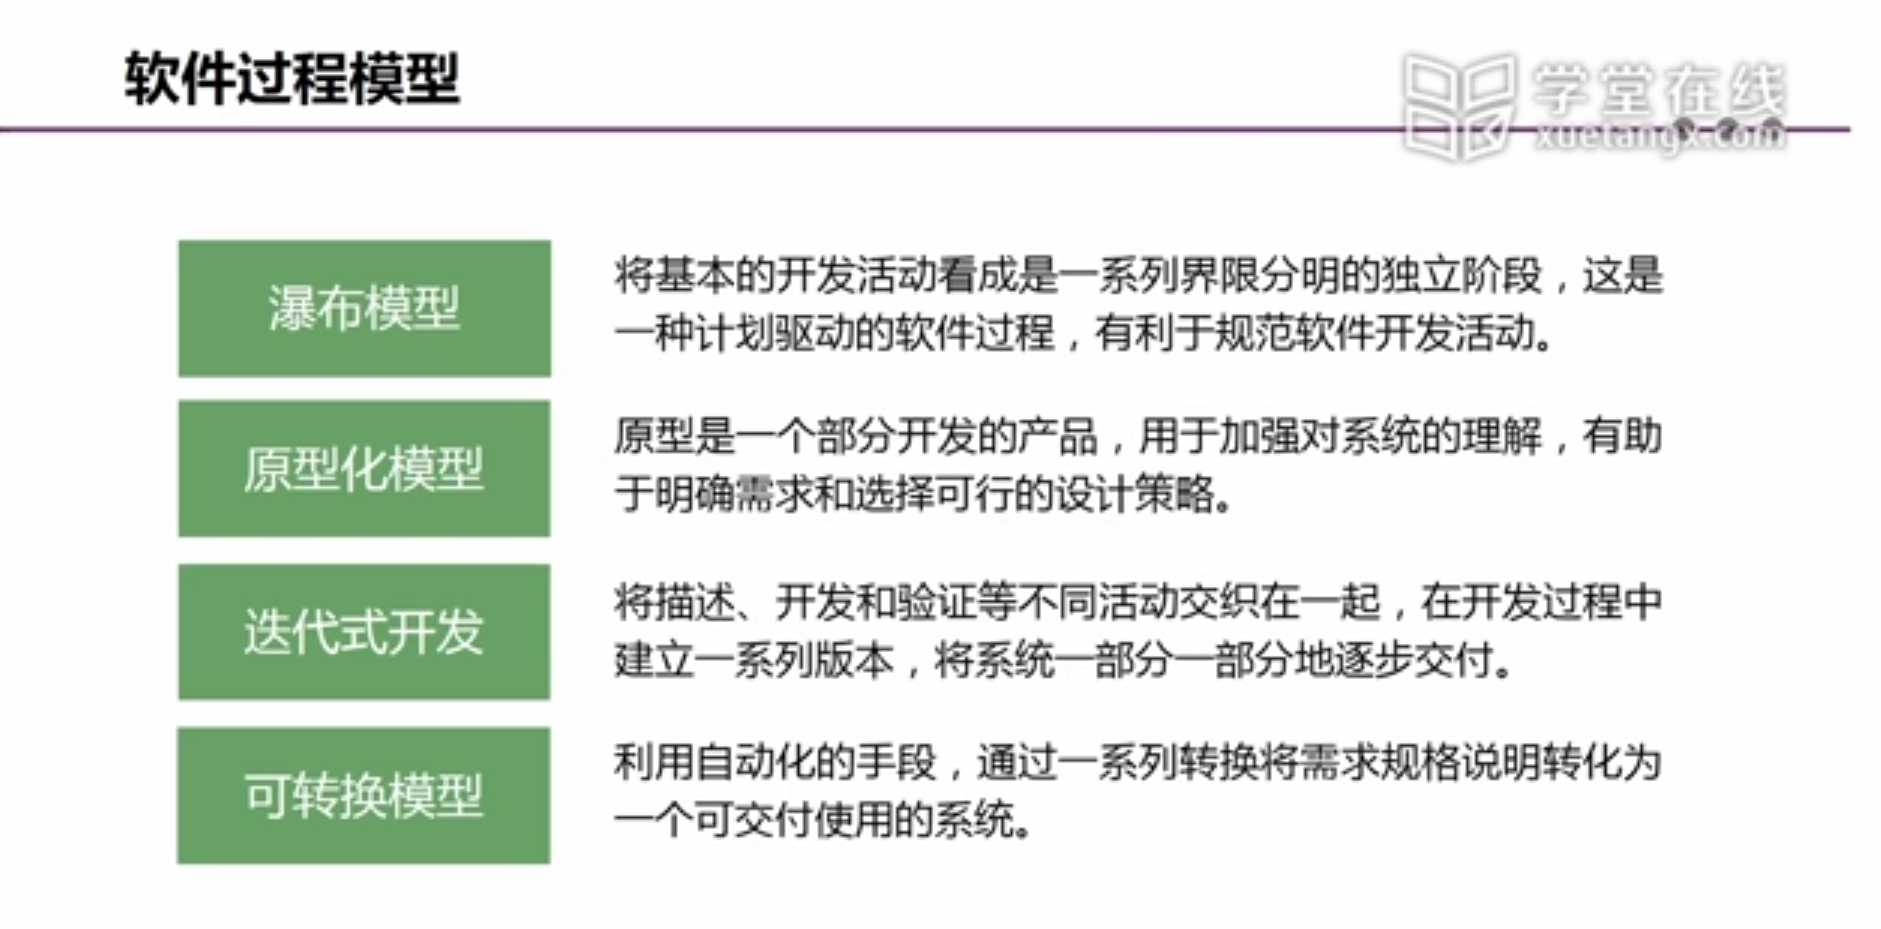 软件过程模型
学堂在线
xuetangx.com
瀑布模型
将基本的开发活动看成是一系列界限分明的独立阶段，这是
一种计划驱动的软件过程，有利于规范软件开发活动。
原型化模型
原型是一个部分开发的产品，用于加强对系统的理解，有助
于明确需求和选择可行的设计策略。
迭代式开发
将描述、开发和验证等不同活动交织在一起，在开发过程中
建立一系列版本，将系统一部分一部分地逐步交付。
可转换模型
利用自动化的手段，通过一系列转换将需求规格说明转化为
一个可交付使用的系统。